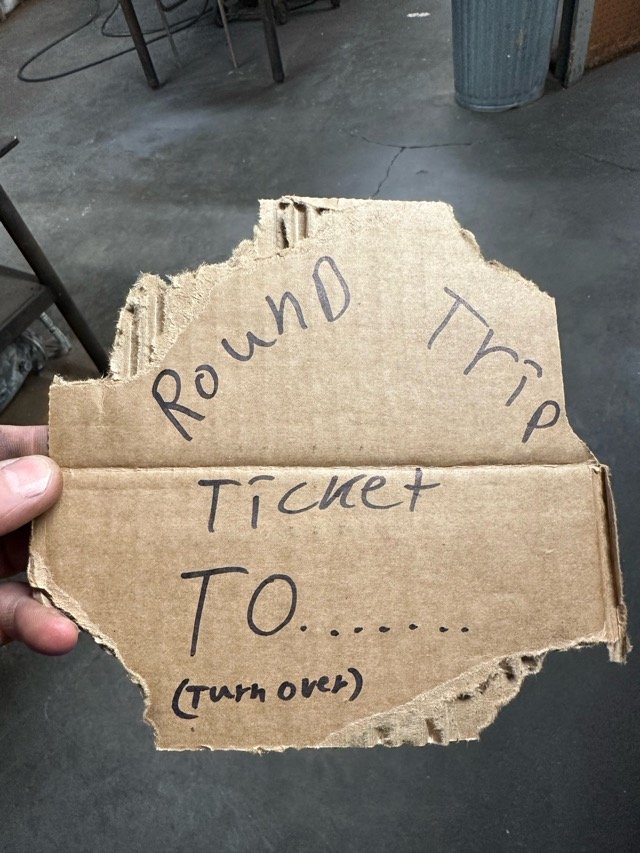 RounD Trip
Ticket
TO.......
(Turn over)